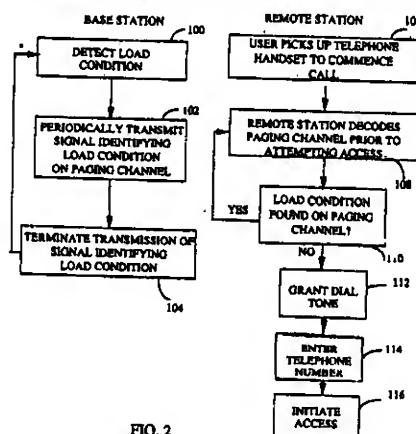 BASE STATION
100
DETECT LOAD
CONDITION
102
PERIODICALLY TRANSMIT
SIGNAL IDENTIFYING
LOAD CONDITION
ON PAGING CHANNEL
TERMINATE TRANSMISSION OF
SIGNAL IDENTIFYING
LOAD CONDITION
104
REMOTE STATION
USER PICKS UP TELEPHONE
HANDSET TO COMMENCE
CALL
REMOTE STATION DECODES
PAGING CHANNEL PRIOR TO
ATTEMPTING ACCESS
108
LOAD CONDITION
FOUND ON PAGING
CHANNEL?
YES
110
NO
112
GRANT DIAL
TONE
114
ENTER
TELEPHONE
NUMBER
116
INITIATE
ACCESS
FIG. 2